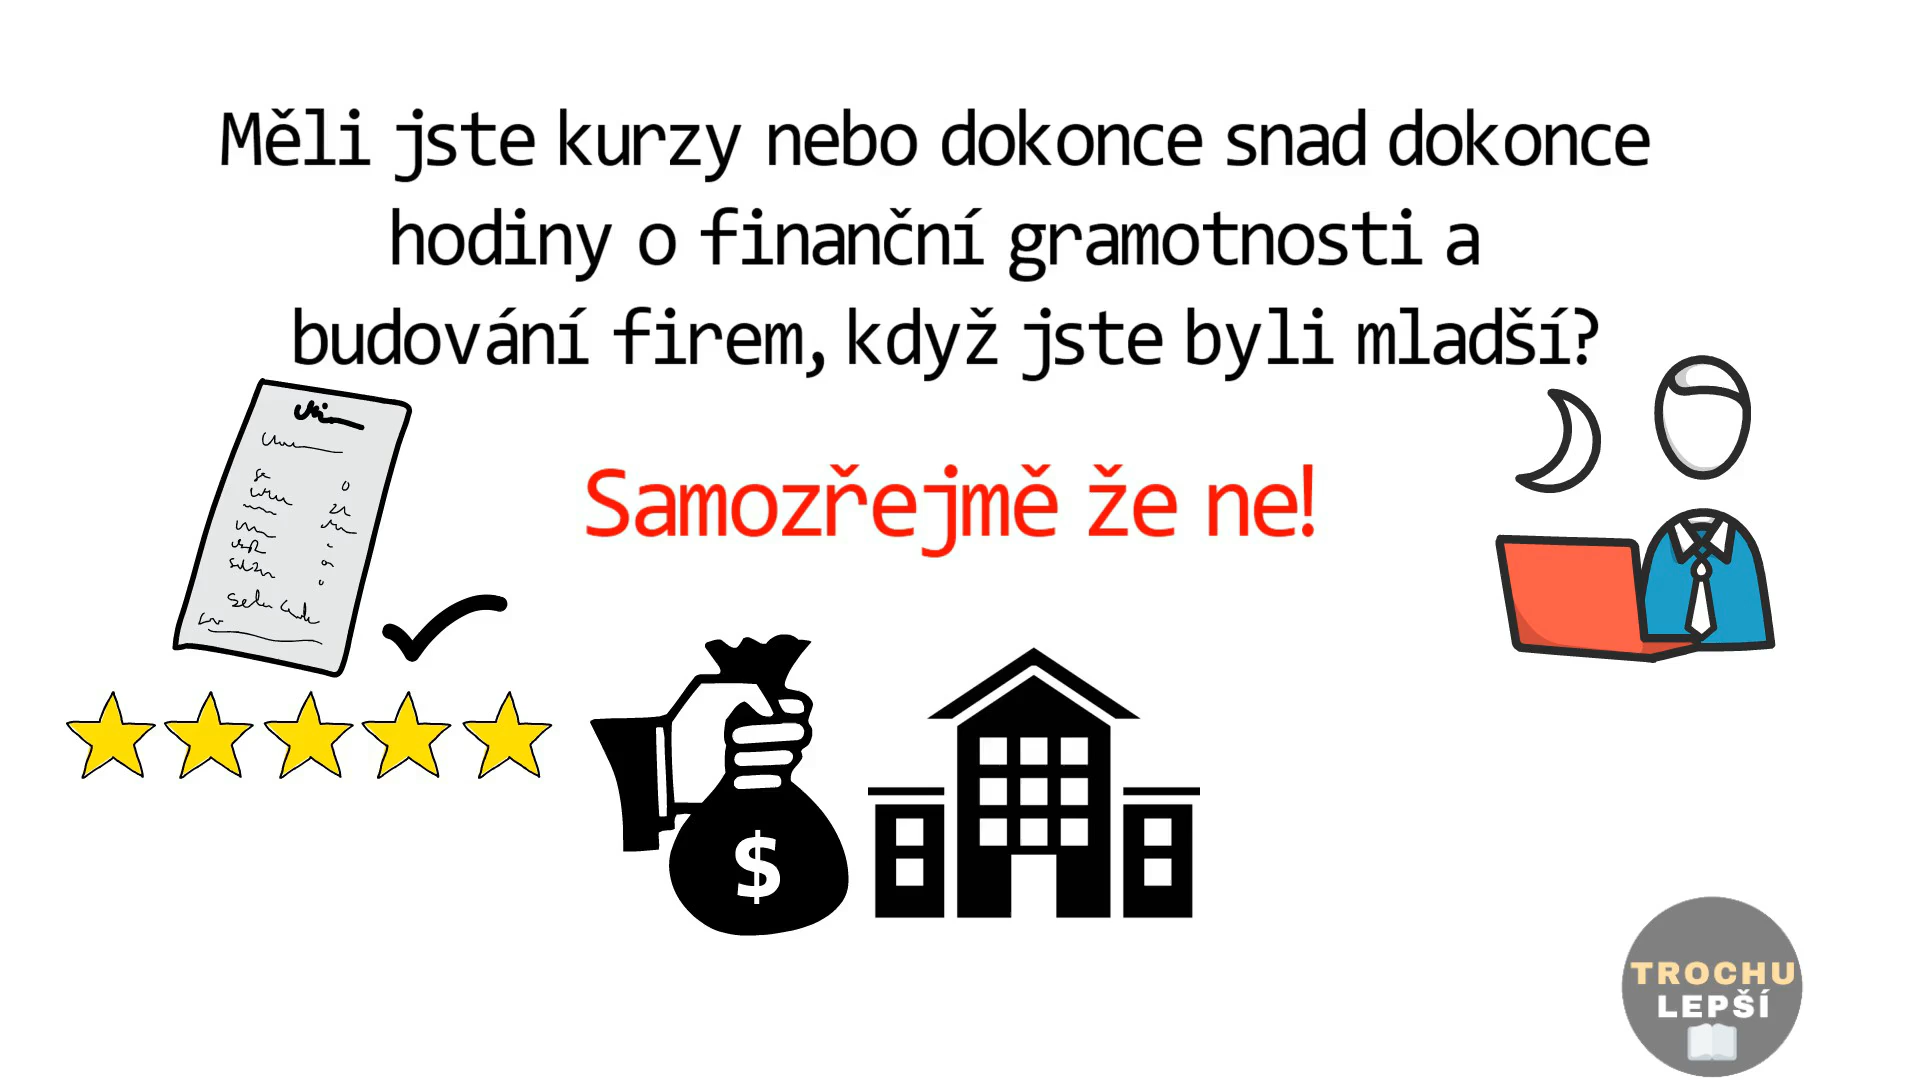 Měli jste kurzy nebo dokonce snad dokonce
hodiny o finanční gramotnosti a
budování firem, když jste byli mladší?
Samozřejmě že ne!
$
TROCHU
LEPŠÍ